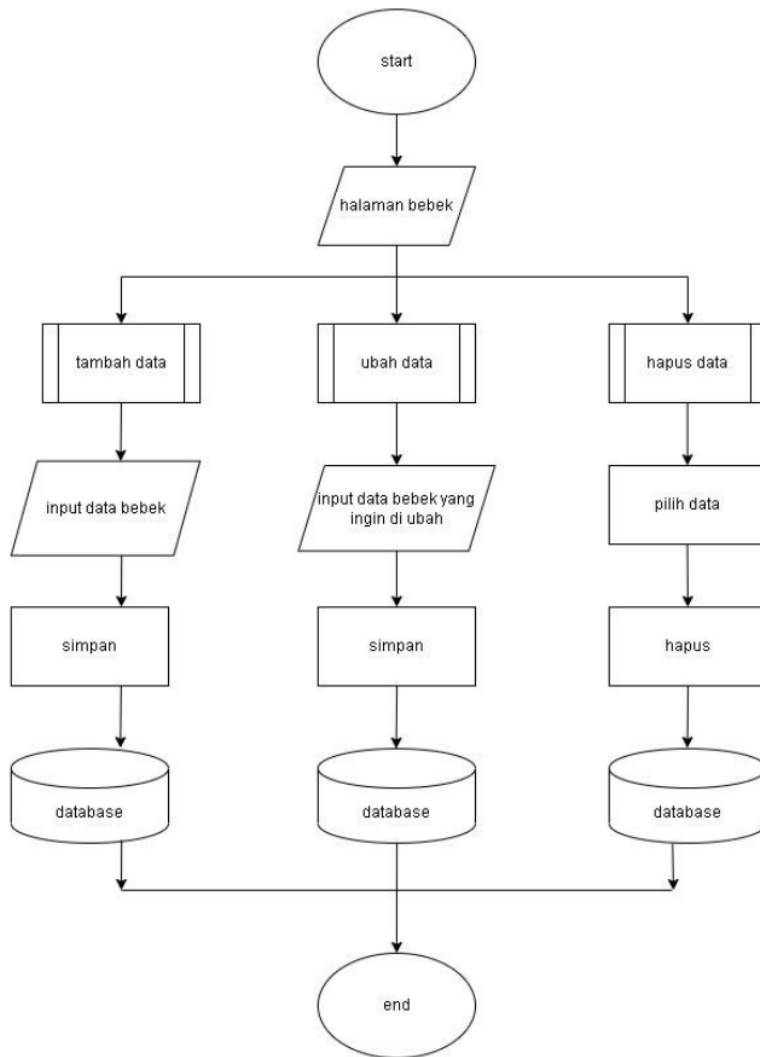 start
halaman bebek
tambah data
ubah data
hapus data
input data bebek
input data bebek yang
ingin di ubah
pilih data
simpan
simpan
hapus
database
database
database
end